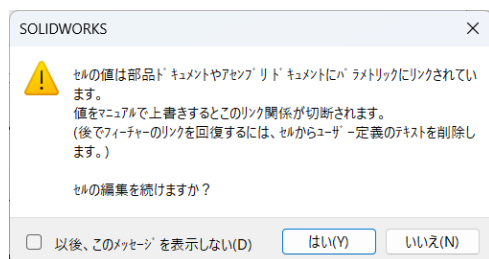 SOLIDWORKS
セルの値は部品ﾄﾞｷｭﾒﾝﾄやｱｾﾝﾌﾞﾘ ﾄﾞｷｭﾒﾝﾄにﾊﾟﾗﾒﾄﾘｯｸにﾘﾝｸされてい
ます。
値をﾏﾆｭｱﾙで上書きするとこのﾘﾝｸ関係が切断されます。
(後でﾌｨｰﾁｬｰのﾘﾝｸを回復するには、ｾﾙからﾕｰｻﾞｰ定義のﾃｷｽﾄを削除し
ます。)
ｾﾙの編集を続けますか？
以後、このﾒｯｾｰｼﾞを表示しない(D)
はい(Y)
いいえ(N)